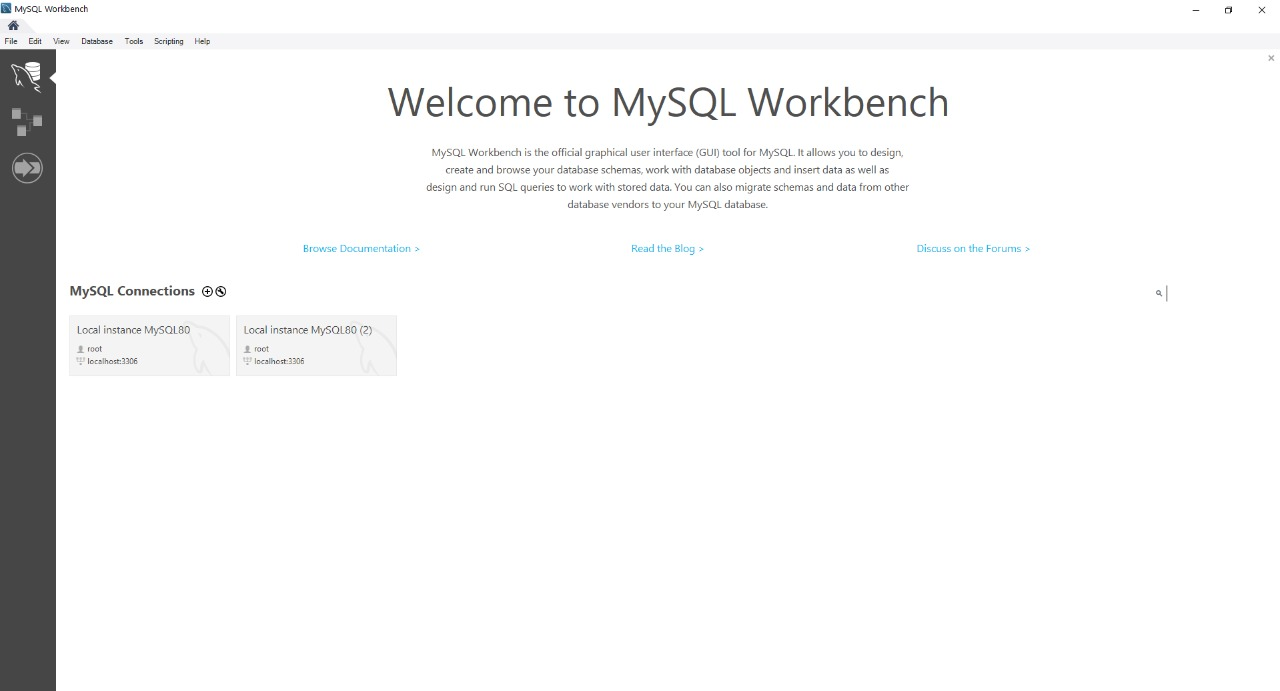 MySQL Workbench
File Edit View Database Tools Scripting Help
Welcome to MySQL Workbench
MySQL Workbench is the official graphical user interface (GUI) tool for MySQL. It allows you to design,
create and browse your database schemas, work with database objects and insert data as well as
design and run SQL queries to work with stored data. You can also migrate schemas and data from other
database vendors to your MySQL database.
Browse Documentation > Read the Blog > Discuss on the Forums >
MySQL Connections
Local instance MySQL80
root
localhost:3306
Local instance MySQL80 (2)
root
localhost:3306